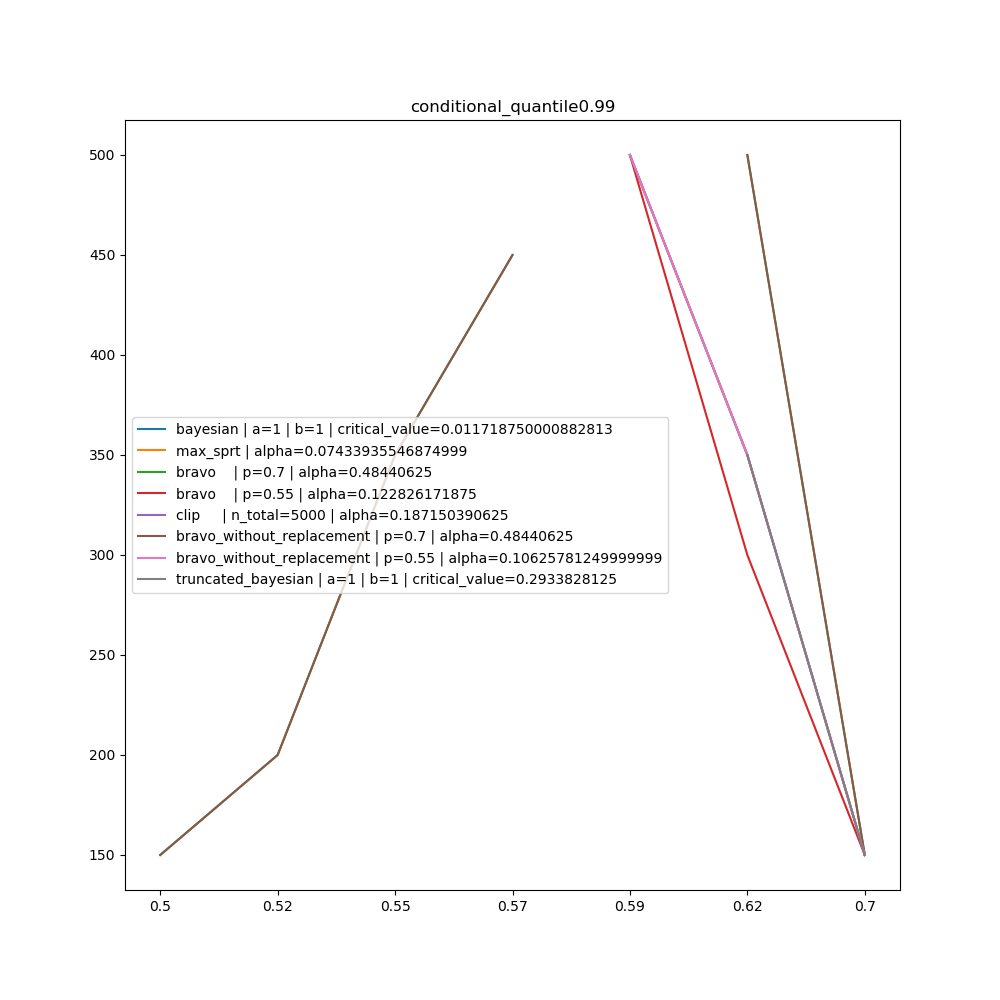 conditional_quantile0.99
500
450
400
350
300
250
200
150
bayesian | a=1 | b=1 | critical_value=0.011718750000882813
max_sprt | alpha=0.07433935546874999
bravo | p=0.7 | alpha=0.48440625
bravo | p=0.55 | alpha=0.122826171875
clip | n_total=5000 | alpha=0.187150390625
bravo_without_replacement | p=0.7 | alpha=0.48440625
bravo_without_replacement | p=0.55 | alpha=0.10625781249999999
truncated_bayesian | a=1 | b=1 | critical_value=0.2933828125
0.5 0.52 0.55 0.57 0.59 0.62 0.7